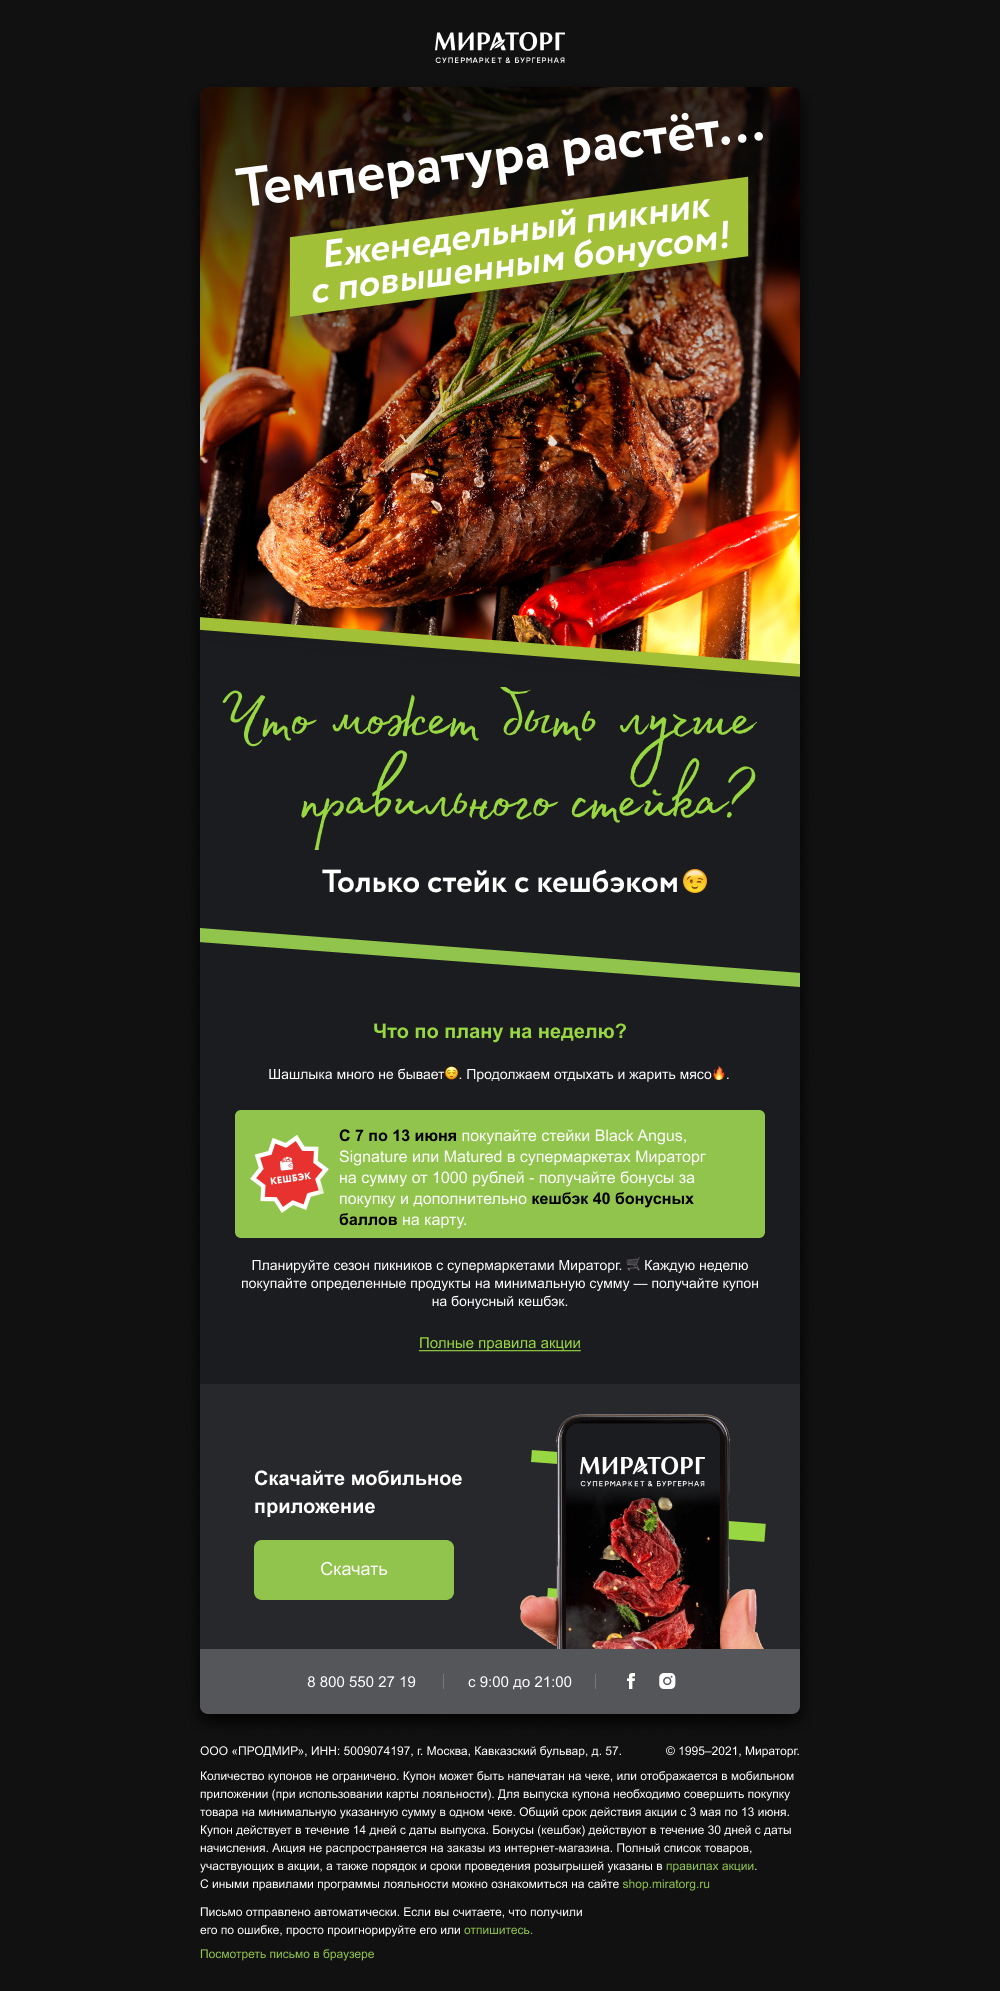 МИРАТОРГ
СУПЕРМАРКЕТ & БУРГЕРНАЯ
Температура растёт...
Еженедельный пикник
с повышенным бонусом!
Что может быть лучше
правильного стейка?
Только стейк с кешбэком😉
Что по плану на неделю?
Шашлыка много не бывает😌. Продолжаем отдыхать и жарить мясо🔥.
КЕШБЭК
С 7 по 13 июня покупайте стейки Black Angus,
Signature или Matured в супермаркетах Мираторг
на сумму от 1000 рублей - получайте бонусы за
покупку и дополнительно кешбэк 40 бонусных
баллов на карту.
Планируйте сезон пикников с супермаркетами Мираторг. 🛒 Каждую неделю
покупайте определенные продукты на минимальную сумму — получайте купон
на бонусный кешбэк.
Полные правила акции
Скачайте мобильное
приложение
Скачать
МИРАТОРГ
СУПЕРМАРКЕТ & БУРГЕРНАЯ
8 800 550 27 19
с 9:00 до 21:00
ООО «ПРОДМИР», ИНН: 5009074197, г. Москва, Кавказский бульвар, д. 57.
© 1995–2021, Мираторг.
Количество купонов не ограничено. Купон может быть напечатан на чеке, или отображается в мобильном
приложении (при использовании карты лояльности). Для выпуска купона необходимо совершить покупку
товара на минимальную указанную сумму в одном чеке. Общий срок действия акции с 3 мая по 13 июня.
Купон действует в течение 14 дней с даты выпуска. Бонусы (кешбэк) действуют в течение 30 дней с даты
начисления. Акция не распространяется на заказы из интернет-магазина. Полный список товаров,
участвующих в акции, а также порядок и сроки проведения розыгрышей указаны в правилах акции.
С иными правилами программы лояльности можно ознакомиться на сайте shop.miratorg.ru
Письмо отправлено автоматически. Если вы считаете, что получили
его по ошибке, просто проигнорируйте его или отпишитесь.
Посмотреть письмо в браузере